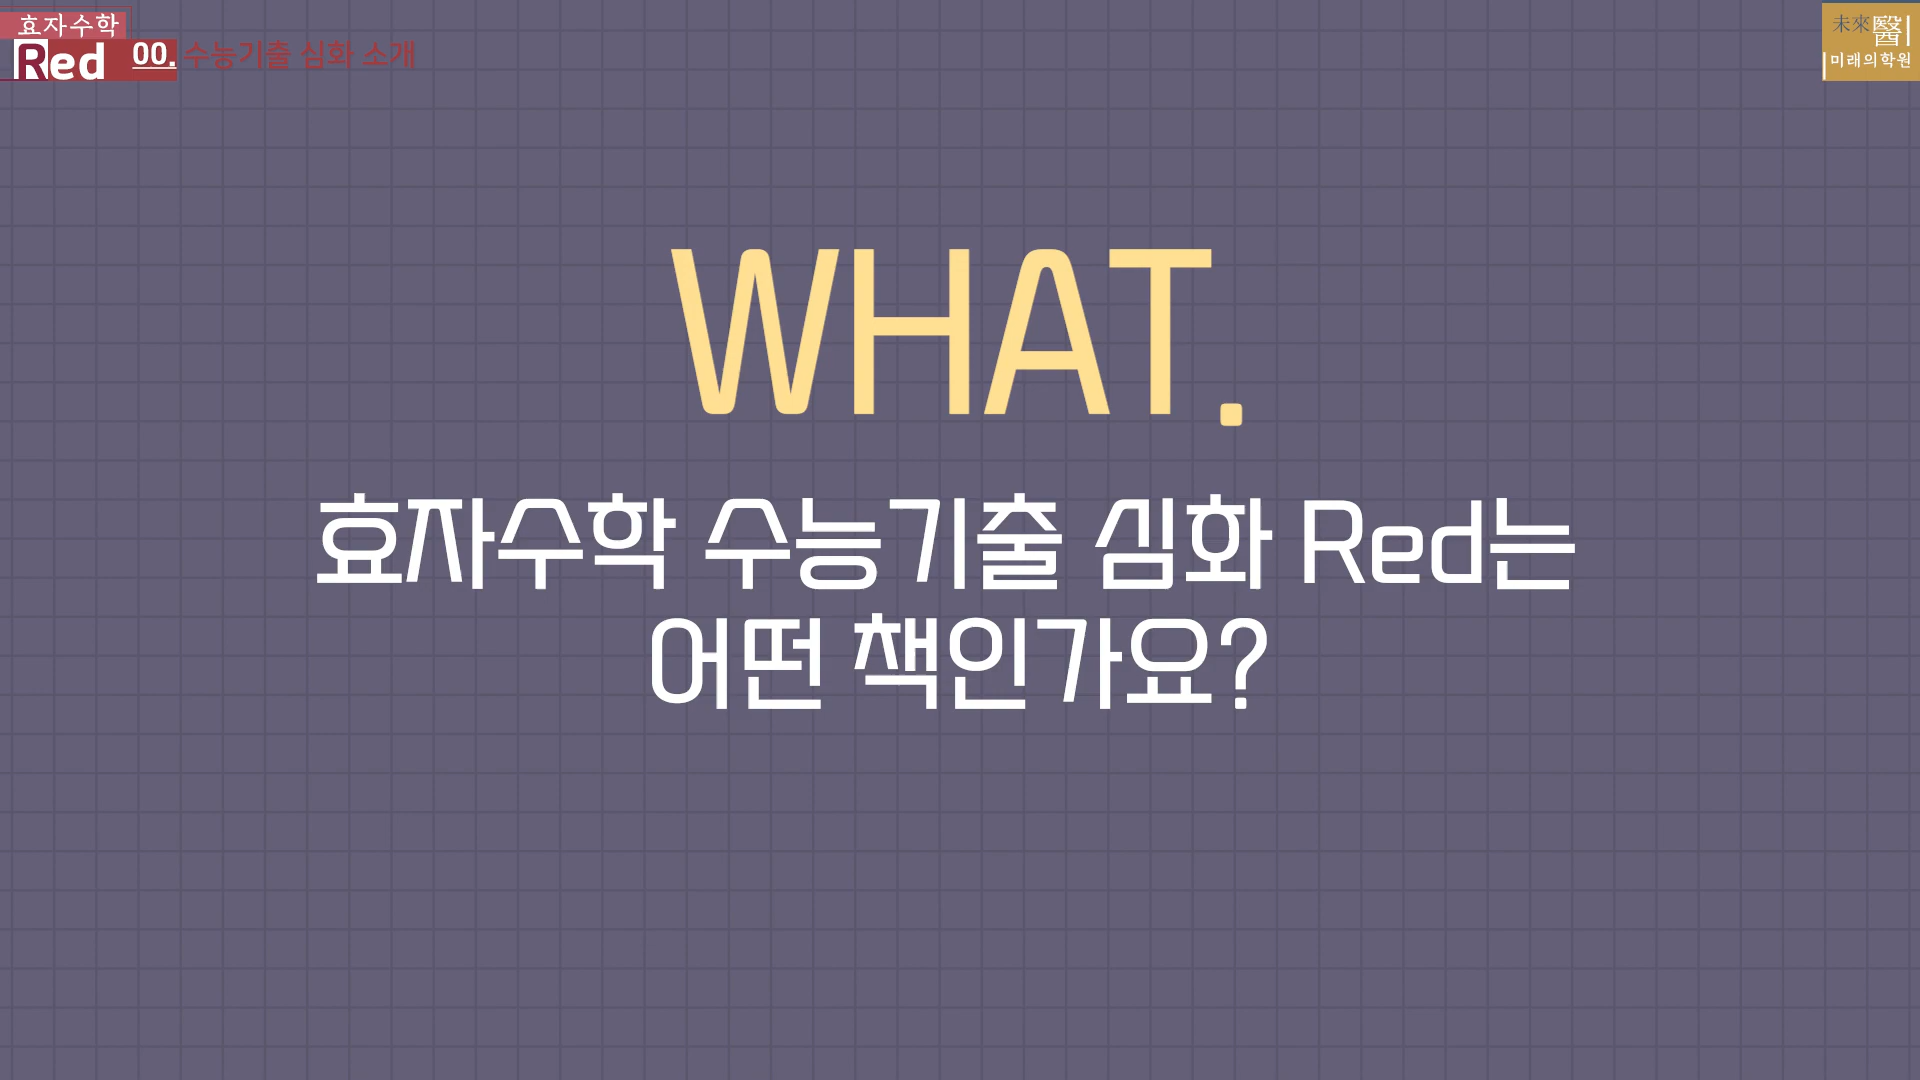 효자수학
Red 00. 수능기출 심화 소개
未來醫
미래의학원
WHAT.
효자수학 수능기출 심화 Red는
어떤 책인가요?